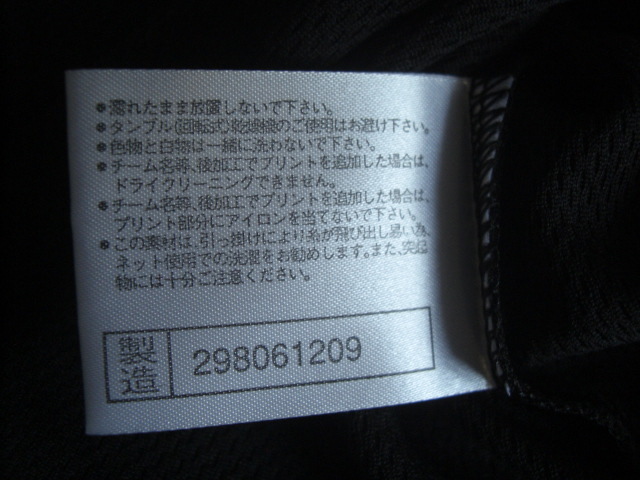 ●濡れたまま放置しないで下さい。
●タンブル(回転式)乾燥機のご使用はお避け下さい。
●色物と白物は一緒に洗わないで下さい。
●チーム名等、後加工でプリントを追加した場合は、
ドライクリーニングできません。
●チーム名等、後加工でプリントを追加した場合は、
プリント部分にアイロンを当てないで下さい。
●この素材は、引っ掛けにより糸が飛び出し易い為、
ネット使用での洗濯をお勧めします。また、突起
物には十分ご注意ください。
製造 298061209